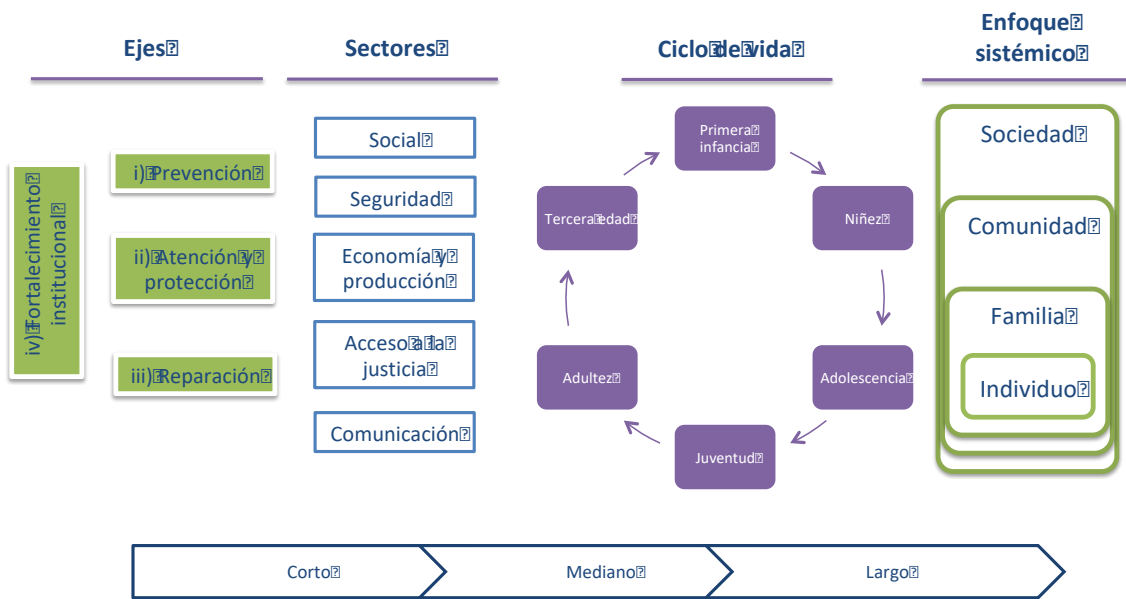 Ejes
Sectores
Ciclo de vida
Enfoque
sistémico
iv) Fortalecimiento
institucional
i) Prevención
ii) Atención y
protección
iii) Reparación
Social
Seguridad
Economía y
producción
Acceso a la
justicia
Comunicación
Primera
infancia
Niñez
Adolescencia
Juventud
Adultez
Tercera edad
Sociedad
Comunidad
Familia
Individuo
Corto
Mediano
Largo